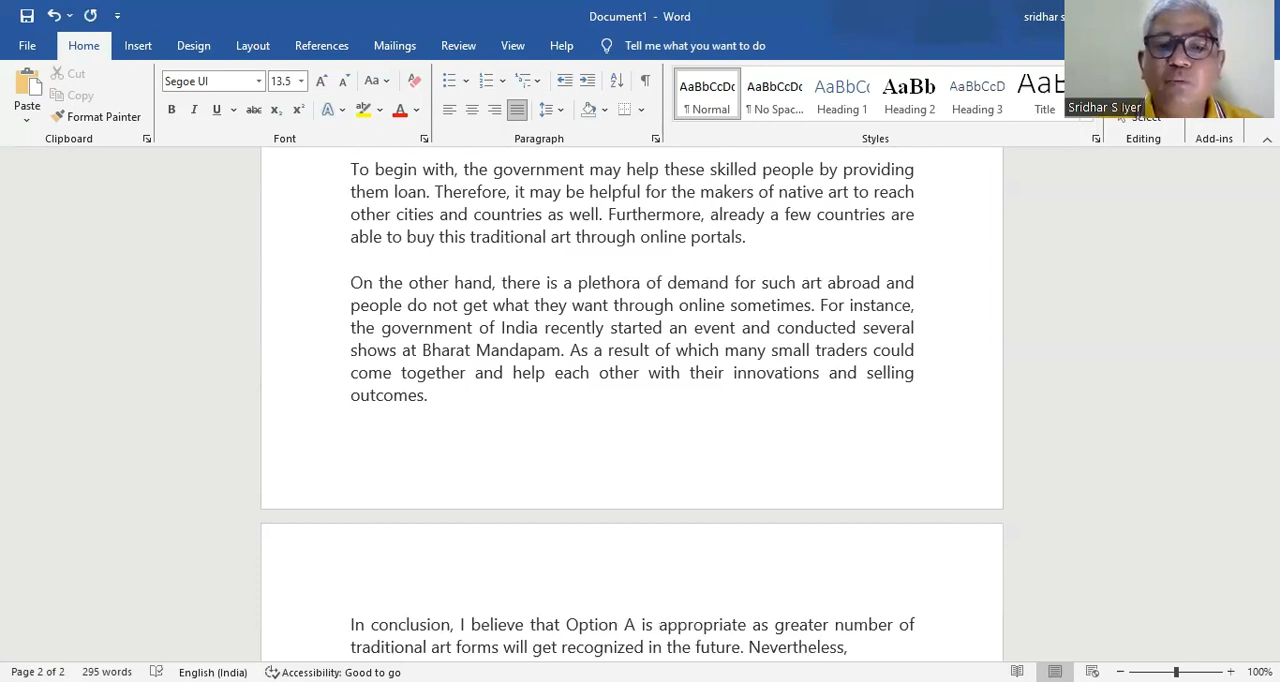 Document1 - Word
sridhar s
File Home Insert Design Layout References Mailings Review View Help Tell me what you want to do
Cut
Copy
Paste
Format Painter
Segoe UI 13.5
AaBbCcDc AaBbCcDc AaBbCcDc AaBb AaBbCcD AaB
¶ Normal ¶ No Spac... Heading 1 Heading 2 Heading 3 Title
Sridhar S Iyer
Select
Clipboard Font Paragraph Styles Editing Add-ins
To begin with, the government may help these skilled people by providing
them loan. Therefore, it may be helpful for the makers of native art to reach
other cities and countries as well. Furthermore, already a few countries are
able to buy this traditional art through online portals.
On the other hand, there is a plethora of demand for such art abroad and
people do not get what they want through online sometimes. For instance,
the government of India recently started an event and conducted several
shows at Bharat Mandapam. As a result of which many small traders could
come together and help each other with their innovations and selling
outcomes.
In conclusion, I believe that Option A is appropriate as greater number of
traditional art forms will get recognized in the future. Nevertheless,
Page 2 of 2 295 words English (India) Accessibility: Good to go 100%